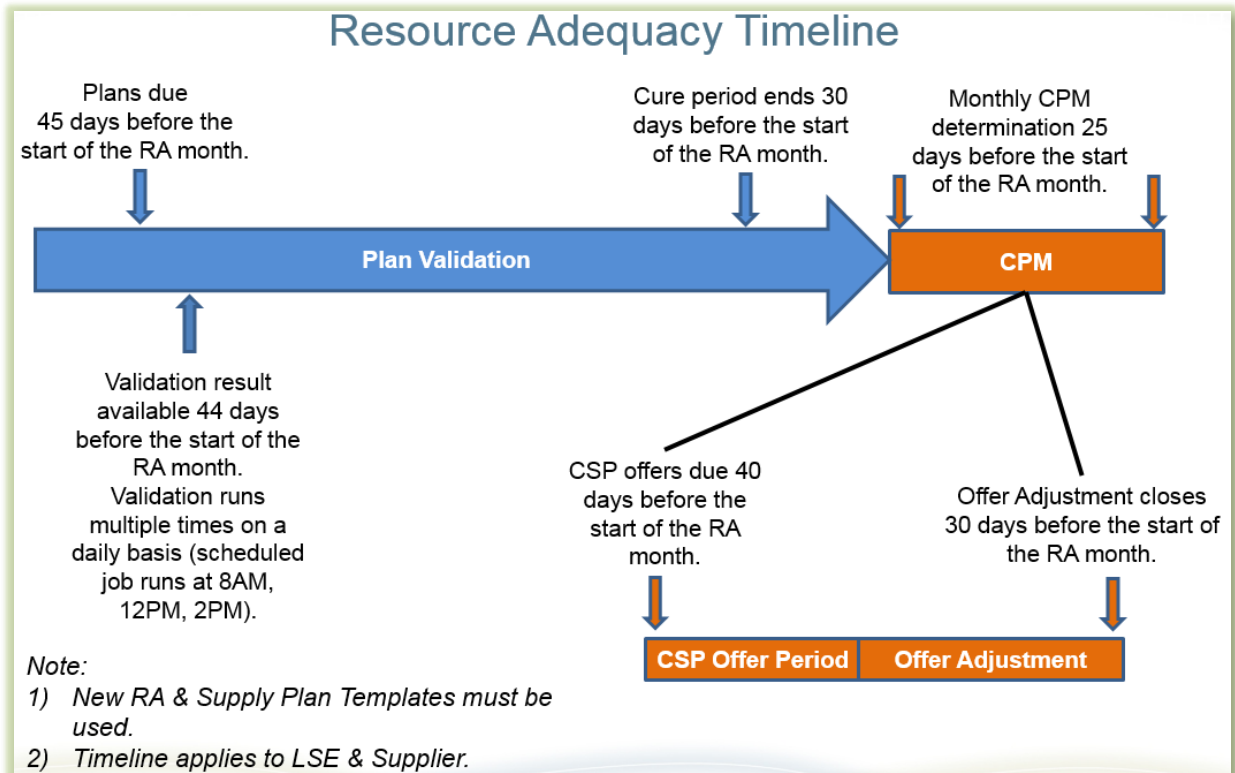 Resource Adequacy Timeline
Plans due
45 days before the
start of the RA month.
Cure period ends 30
days before the start
of the RA month.
Monthly CPM
determination 25
days before the start
of the RA month.
Plan Validation
CPM
Validation result
available 44 days
before the start of the
RA month.
Validation runs
multiple times on a
daily basis (scheduled
job runs at 8AM,
12PM, 2PM).
CSP offers due 40
days before the
start of the RA
month.
Offer Adjustment closes
30 days before the start of
the RA month.
CSP Offer Period
Offer Adjustment
Note:
1) New RA & Supply Plan Templates must be
used.
2) Timeline applies to LSE & Supplier.